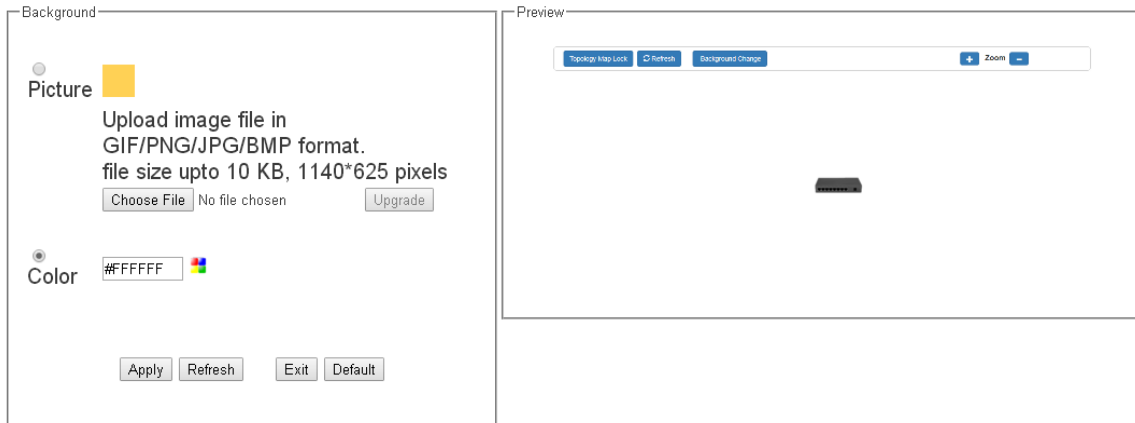 Background
Picture
Upload image file in
GIF/PNG/JPG/BMP format.
file size upto 10 KB, 1140*625 pixels
Choose File No file chosen Upgrade
Color #FFFFFF
Apply Refresh Exit Default
Preview
Topology Map Lock Refresh Background Change + Zoom −